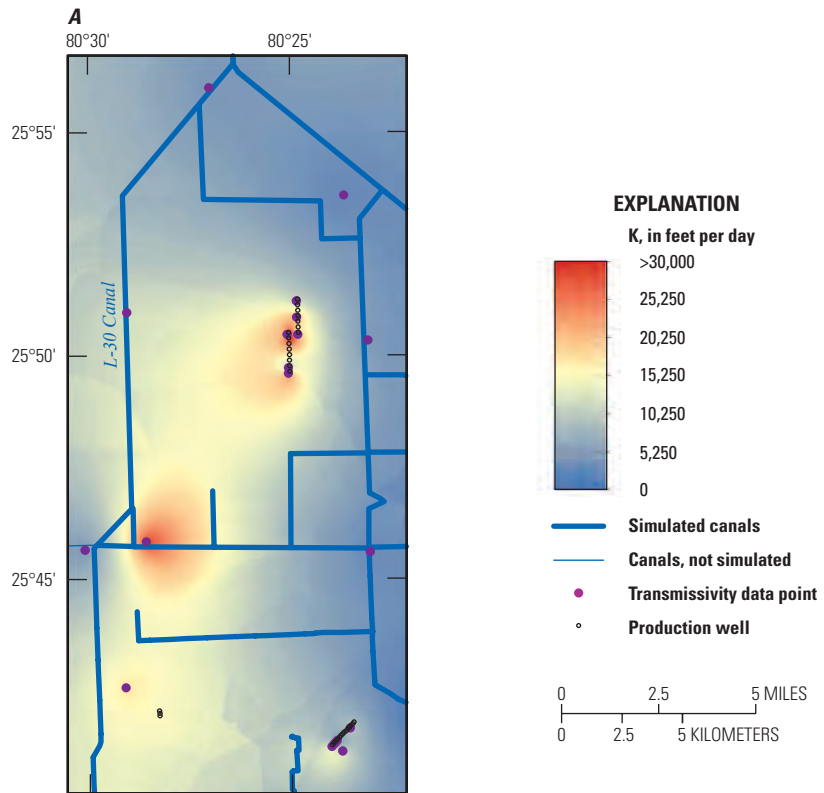 A
80°30'
80°25'
25°55'
25°50'
25°45'
L-30 Canal
EXPLANATION
K, in feet per day
>30,000
25,250
20,250
15,250
10,250
5,250
0
Simulated canals
Canals, not simulated
Transmissivity data point
Production well
0 2.5 5 MILES
0 2.5 5 KILOMETERS